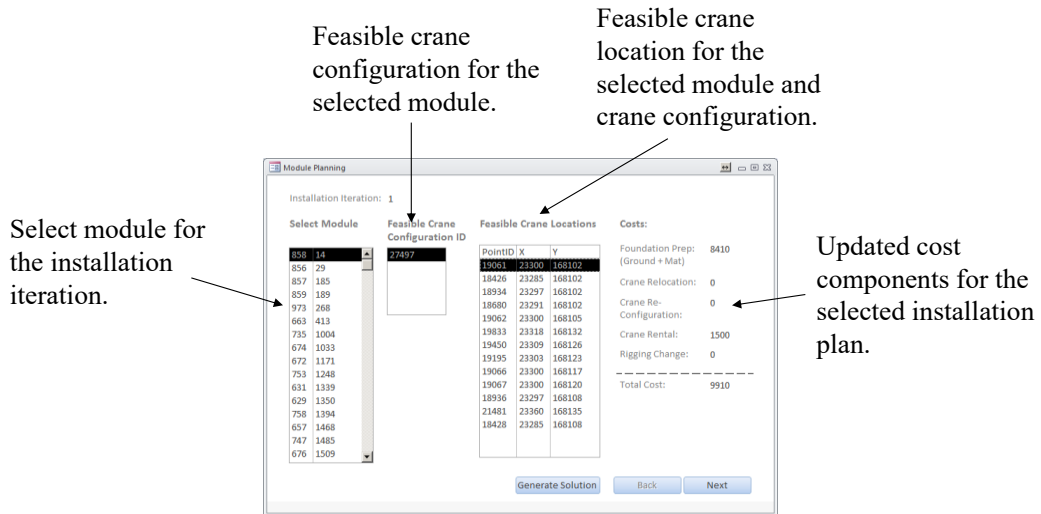 Feasible crane
configuration for the
selected module.
Feasible crane
location for the
selected module and
crane configuration.
Select module for
the installation
iteration.
Updated cost
components for the
selected installation
plan.
Module Planning
Installation Iteration: 1
Select Module
858 14
856 29
857 185
859 189
973 268
663 413
735 1004
674 1033
672 1171
753 1248
631 1339
629 1350
758 1394
657 1468
747 1485
676 1509
Feasible Crane
Configuration ID
27497
Feasible Crane Locations
PointID X Y
19061 23300 168102
18426 23285 168102
18934 23297 168102
18680 23291 168102
19062 23300 168105
19833 23318 168132
19450 23309 168126
19195 23303 168123
19066 23300 168117
19067 23300 168120
18936 23297 168108
21481 23360 168135
18428 23285 168108
Costs:
Foundation Prep: 8410
(Ground + Mat)
Crane Relocation: 0
Crane Re- 0
Configuration:
Crane Rental: 1500
Rigging Change: 0
Total Cost: 9910
Generate Solution
Back
Next